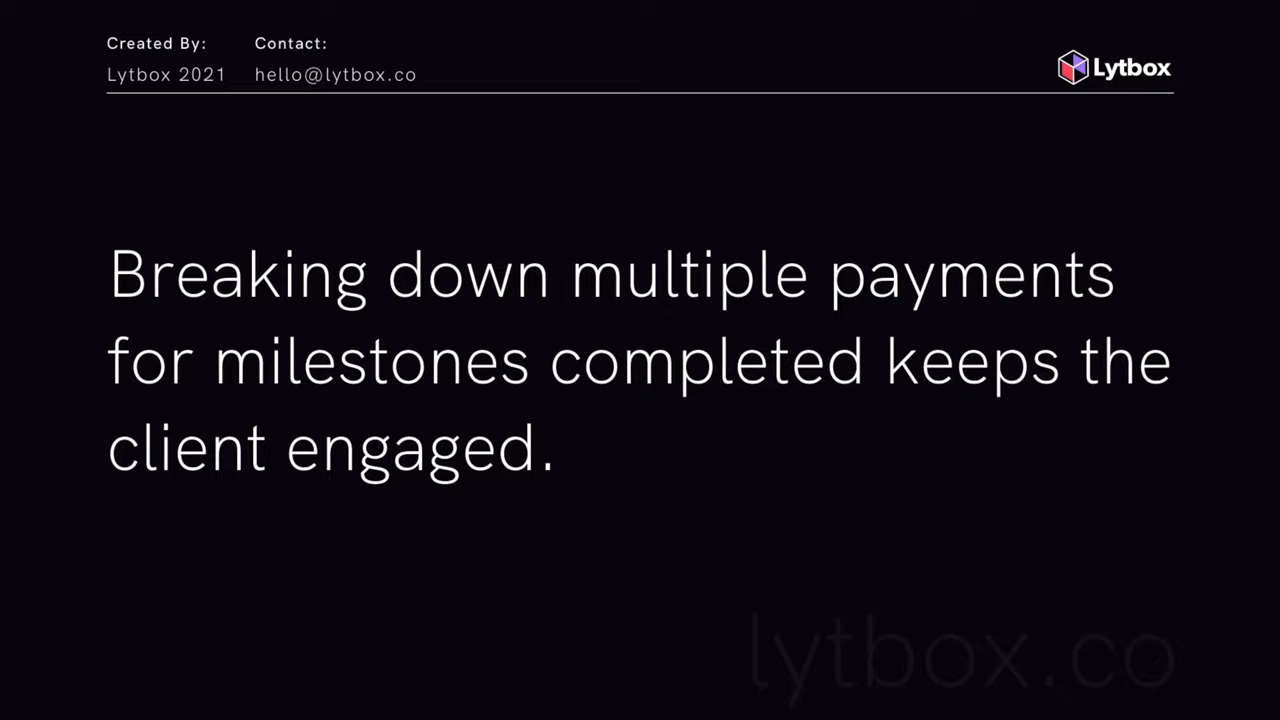 Created By:
Contact:
Lytbox 2021
hello@lytbox.co
Lytbox
Breaking down multiple payments
for milestones completed keeps the
client engaged.
lytbox.co